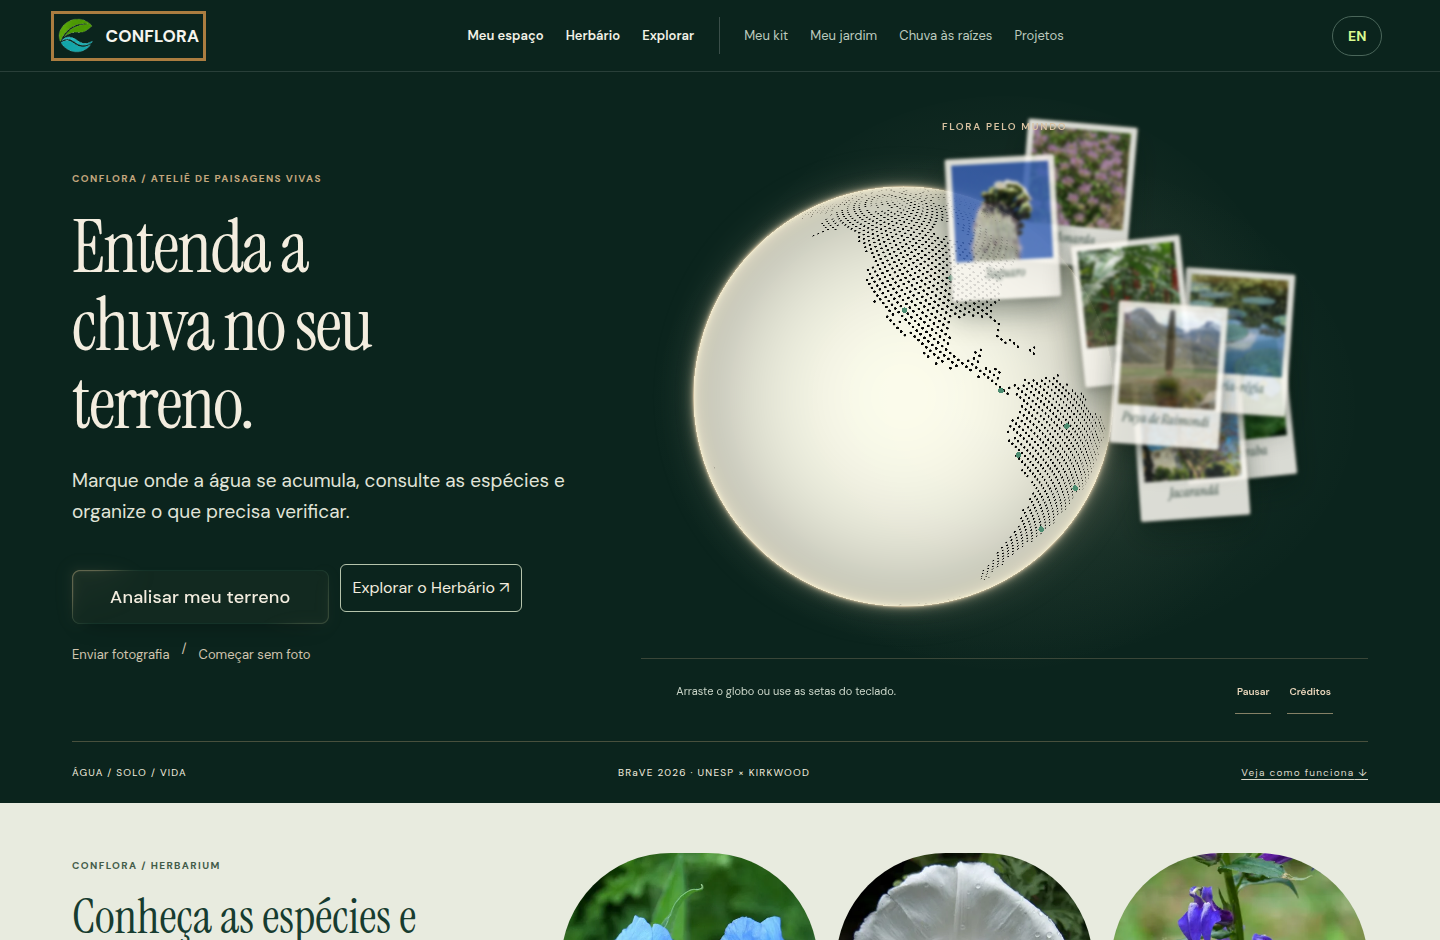 CONFLORA
Meu espaço
Herbário
Explorar
Meu kit
Meu jardim
Chuva às raízes
Projetos
EN
CONFLORA / ATELIÊ DE PAISAGENS VIVAS
Entenda a
chuva no seu
terreno.
Marque onde a água se acumula, consulte as espécies e
organize o que precisa verificar.
Analisar meu terreno
Explorar o Herbário ↗
Enviar fotografia / Começar sem foto
FLORA PELO MUNDO
Saguaro
Puya de Raimondi
Jacarandá
Arraste o globo ou use as setas do teclado.
Pausar
Créditos
ÁGUA / SOLO / VIDA
BRaVE 2026 · UNESP × KIRKWOOD
Veja como funciona ↓
CONFLORA / HERBARIUM
Conheça as espécies e